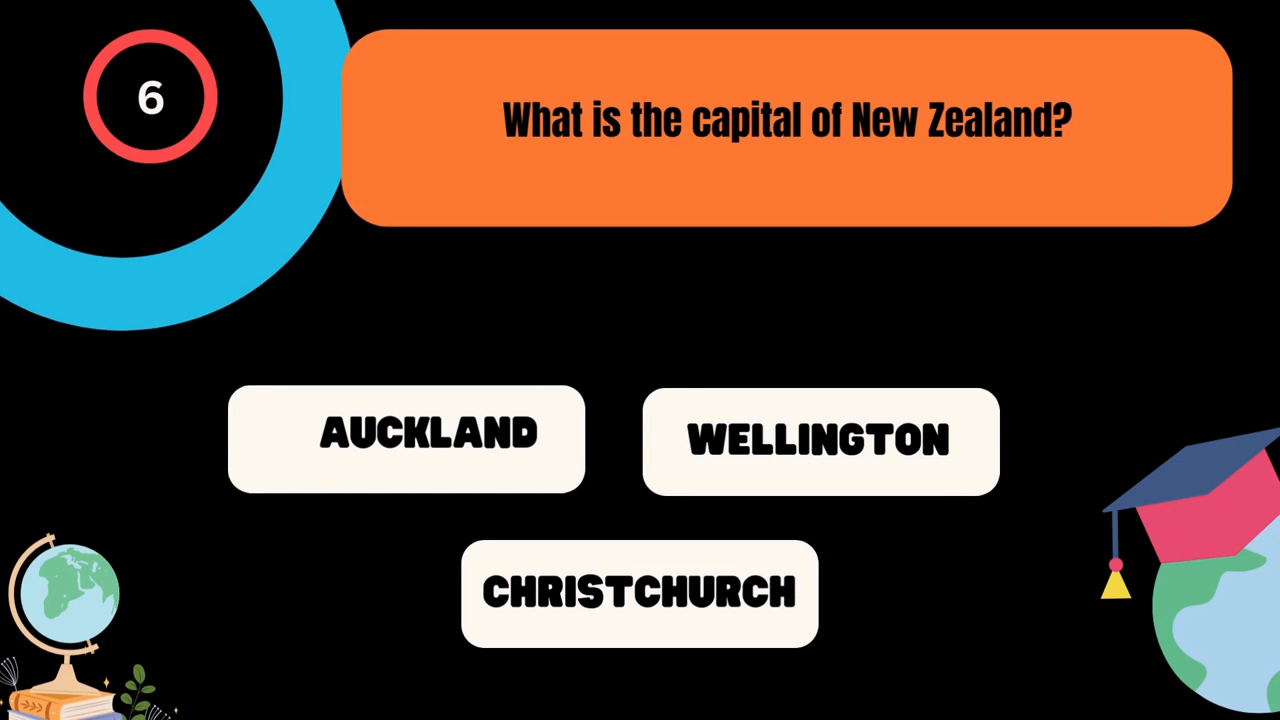 6
What is the capital of New Zealand?
AUCKLAND
WELLINGTON
CHRISTCHURCH